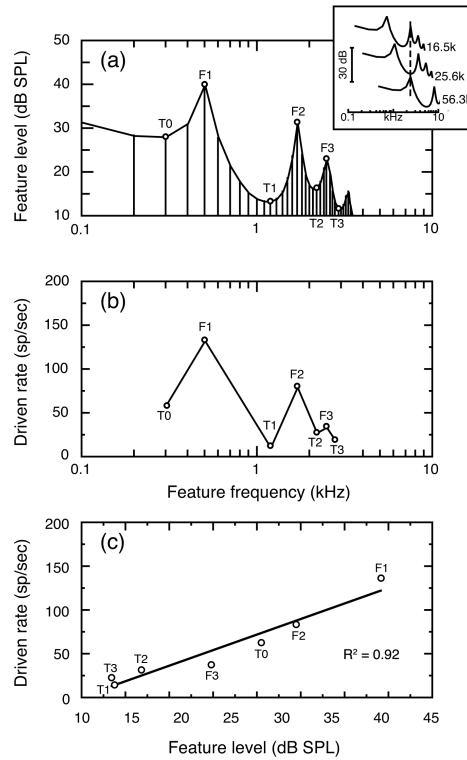 (a)
Feature level (dB SPL)
50
40
30
20
10
T0
F1
T1
F2
T2
F3
T3
0.1
1
10
30 dB
16.5k
25.6k
56.3k
0.1
kHz
10
(b)
Driven rate (sp/sec)
200
150
100
50
0
T0
F1
T1
F2
T2
F3
T3
0.1
1
10
Feature frequency (kHz)
(c)
Driven rate (sp/sec)
200
150
100
50
0
T3
T1
T2
F3
T0
F2
F1
R² = 0.92
10
15
20
25
30
35
40
45
Feature level (dB SPL)